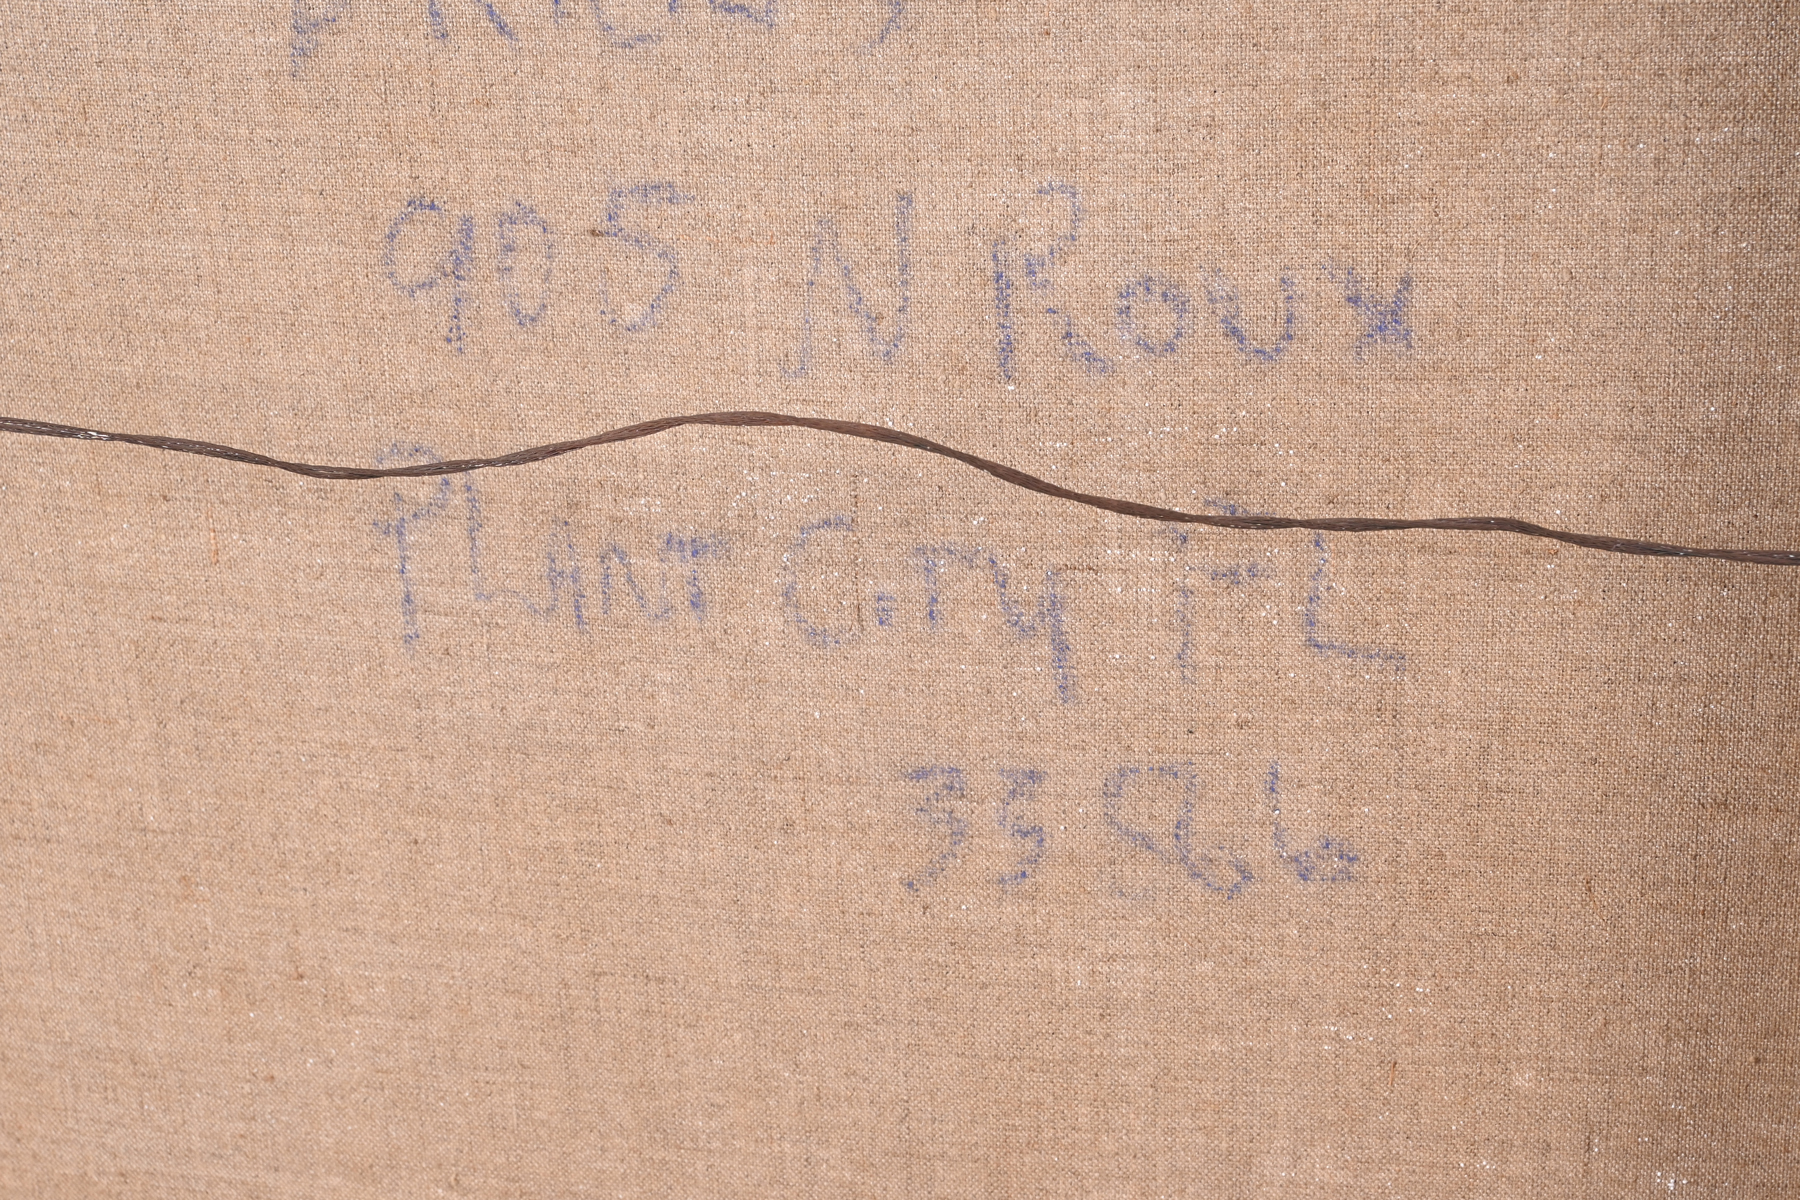 905 N Roux
PLANT City FL
33566